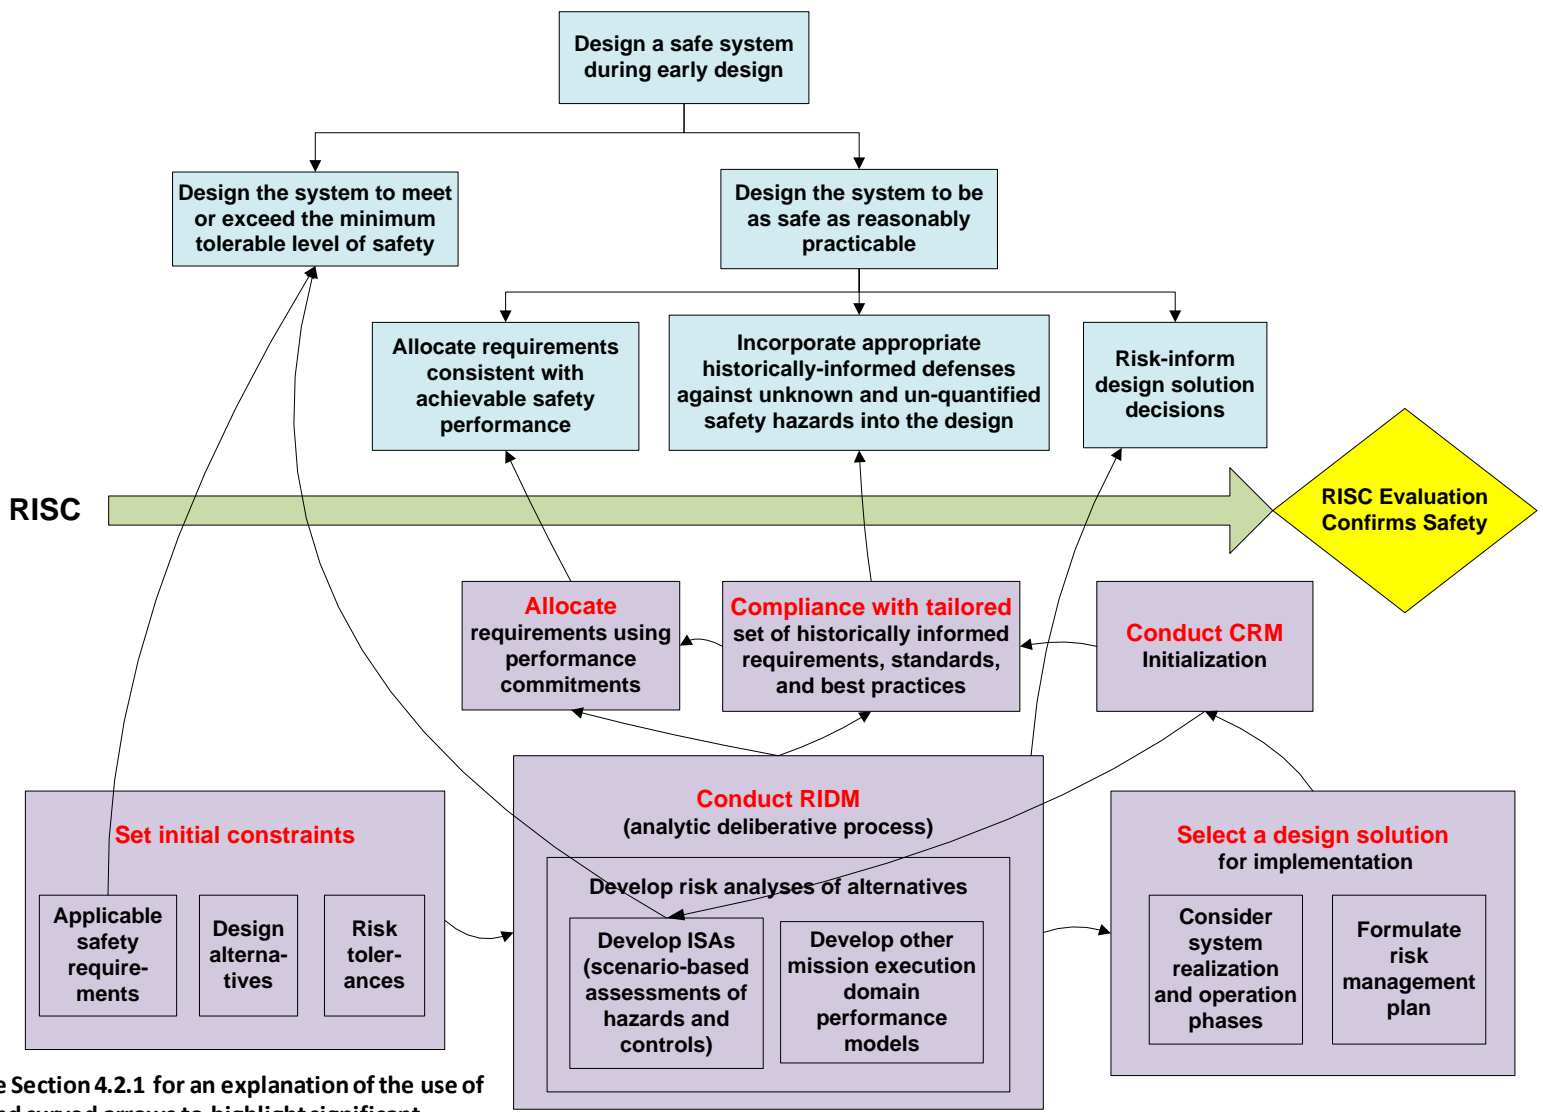 Design a safe system
during early design
Design the system to meet
or exceed the minimum
tolerable level of safety
Design the system to be
as safe as reasonably
practicable
Allocate requirements
consistent with
achievable safety
performance
Incorporate appropriate
historically-informed defenses
against unknown and un-quantified
safety hazards into the design
Risk-inform
design solution
decisions
RISC
RISC Evaluation
Confirms Safety
Allocate
requirements using
performance
commitments
Compliance with tailored
set of historically informed
requirements, standards,
and best practices
Conduct CRM
Initialization
Set initial constraints
Applicable
safety
require-
ments
Design
alterna-
tives
Risk
toler-
ances
Conduct RIDM
(analytic deliberative process)
Develop risk analyses of alternatives
Develop ISAs
(scenario-based
assessments of
hazards and
controls)
Develop other
mission execution
domain
performance
models
Select a design solution
for implementation
Consider
system
realization
and operation
phases
Formulate
risk
management
plan
e Section 4.2.1 for an explanation of the use of
curved arrows to highlight significant